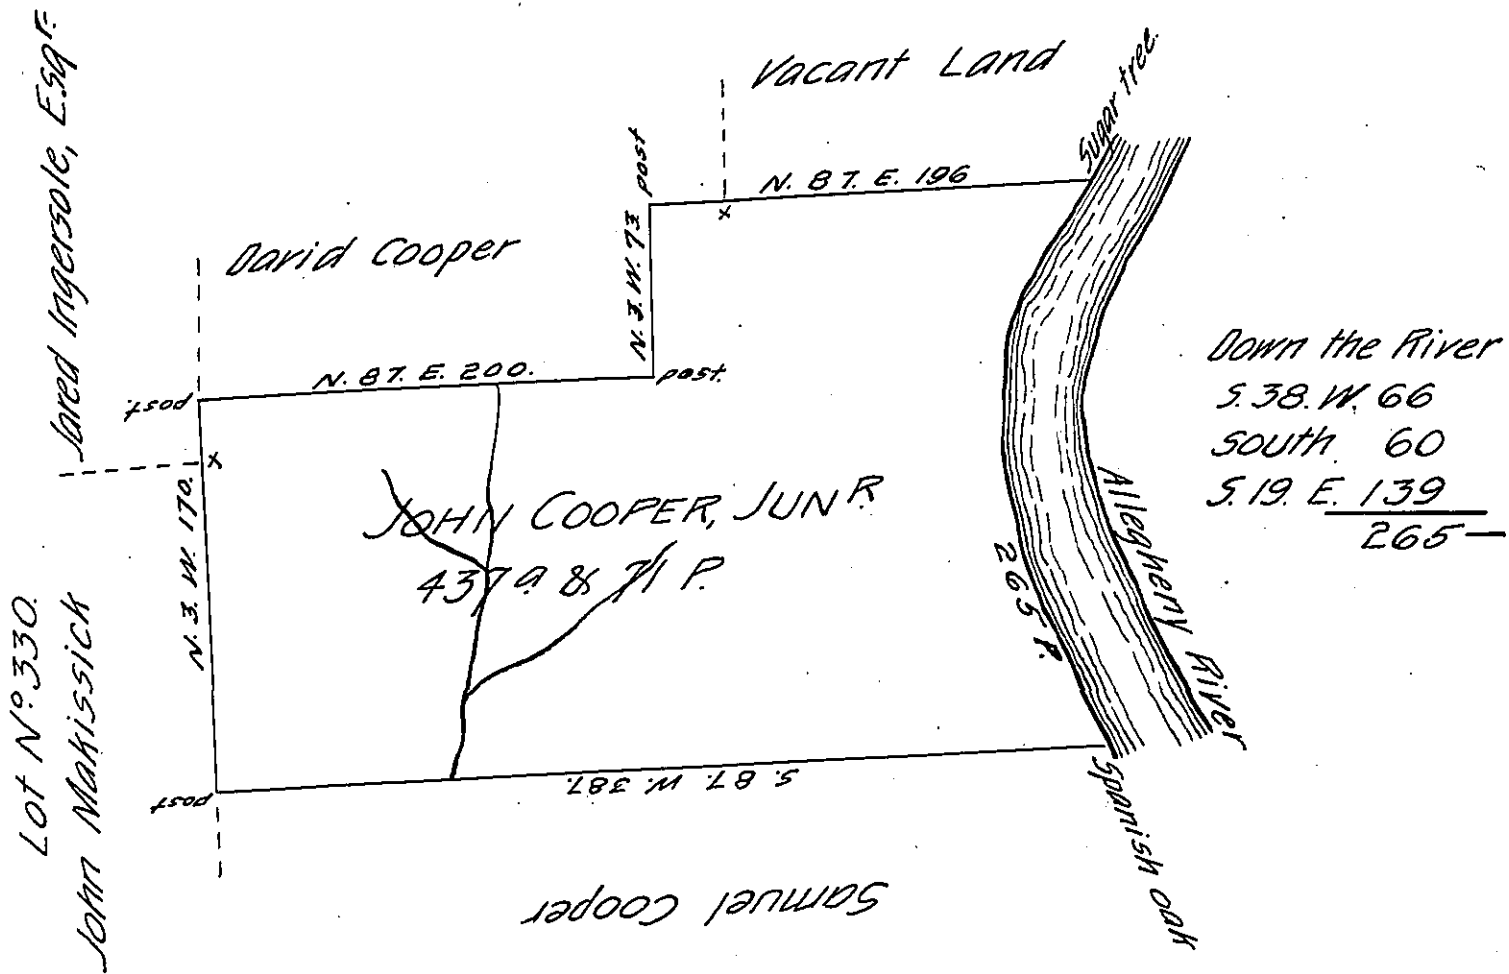 Jared Ingersole, Esqr.
Vacant Land
Sugar tree.
David Cooper
post
N. 87. E. 196
x
N. 3. W. 73.
N. 87. E. 200.
post.
post.
x
N. 3. W. 170.
JOHN COOPER, JUNR.
437a & 71 P.
Down the River
S. 38. W. 66
south. 60
S. 19. E. 139
265—
265 P.
Alleghery River
Lot No. 330.
John Makissick
post
S. 87. W. 387.
Spanish oak
Samuel Cooper